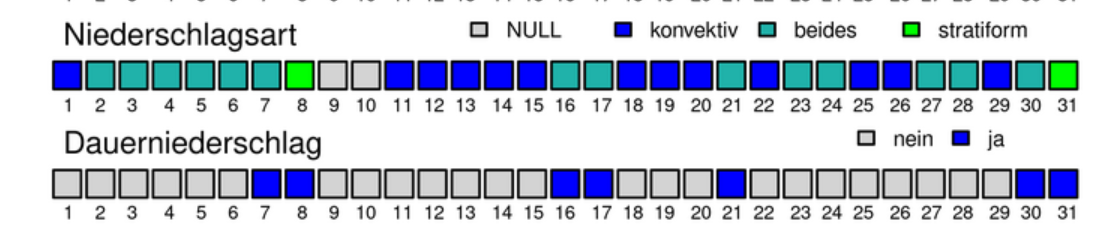 Niederschlagsart NULL konvektiv beides stratiform
1 2 3 4 5 6 7 8 9 10 11 12 13 14 15 16 17 18 19 20 21 22 23 24 25 26 27 28 29 30 31
Dauerniederschlag nein ja
1 2 3 4 5 6 7 8 9 10 11 12 13 14 15 16 17 18 19 20 21 22 23 24 25 26 27 28 29 30 31